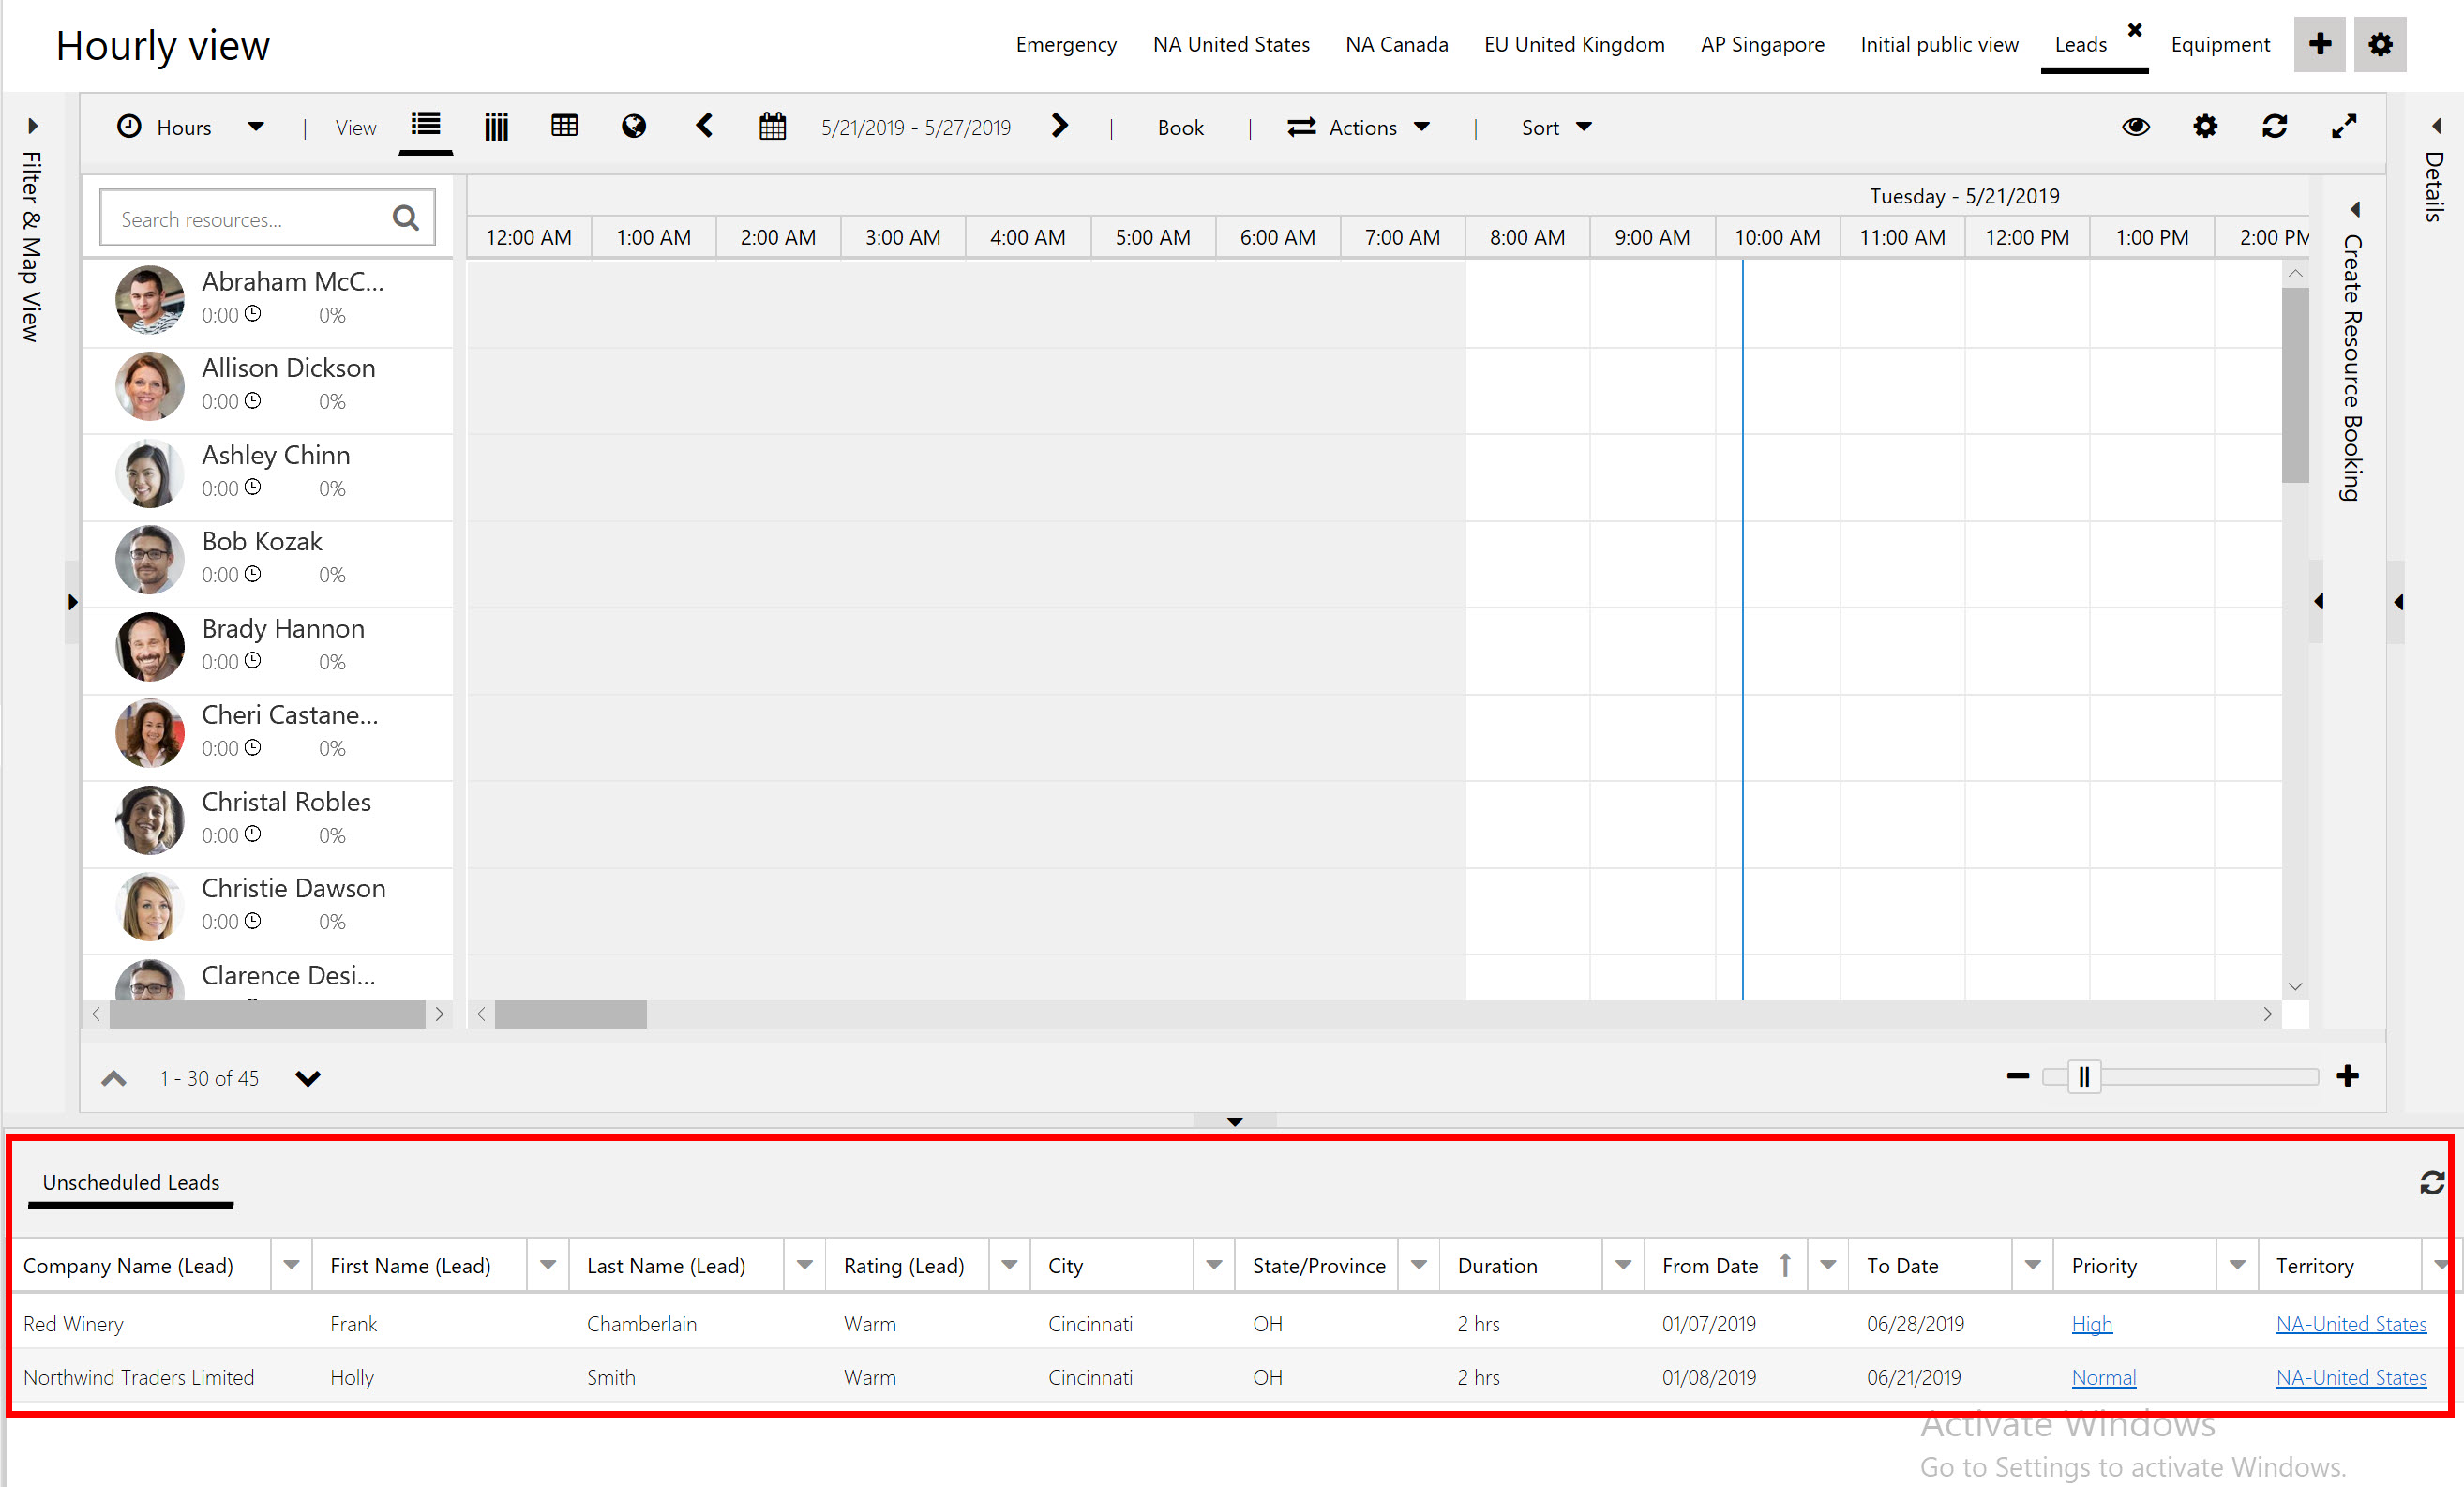 Hourly view
Emergency NA United States NA Canada EU United Kingdom AP Singapore Initial public view Leads Equipment
Hours | View 5/21/2019 - 5/27/2019 | Book | Actions | Sort
Filter & Map View
Details
Create Resource Booking
Search resources...
Tuesday - 5/21/2019
12:00 AM 1:00 AM 2:00 AM 3:00 AM 4:00 AM 5:00 AM 6:00 AM 7:00 AM 8:00 AM 9:00 AM 10:00 AM 11:00 AM 12:00 PM 1:00 PM 2:00 PM
Abraham McC...
0:00 0%
Allison Dickson
0:00 0%
Ashley Chinn
0:00 0%
Bob Kozak
0:00 0%
Brady Hannon
0:00 0%
Cheri Castane...
0:00 0%
Christal Robles
0:00 0%
Christie Dawson
0:00 0%
Clarence Desi...
1 - 30 of 45
Unscheduled Leads
Company Name (Lead) First Name (Lead) Last Name (Lead) Rating (Lead) City State/Province Duration From Date To Date Priority Territory
Red Winery Frank Chamberlain Warm Cincinnati OH 2 hrs 01/07/2019 06/28/2019 High NA-United States
Northwind Traders Limited Holly Smith Warm Cincinnati OH 2 hrs 01/08/2019 06/21/2019 Normal NA-United States
Activate Windows
Go to Settings to activate Windows.